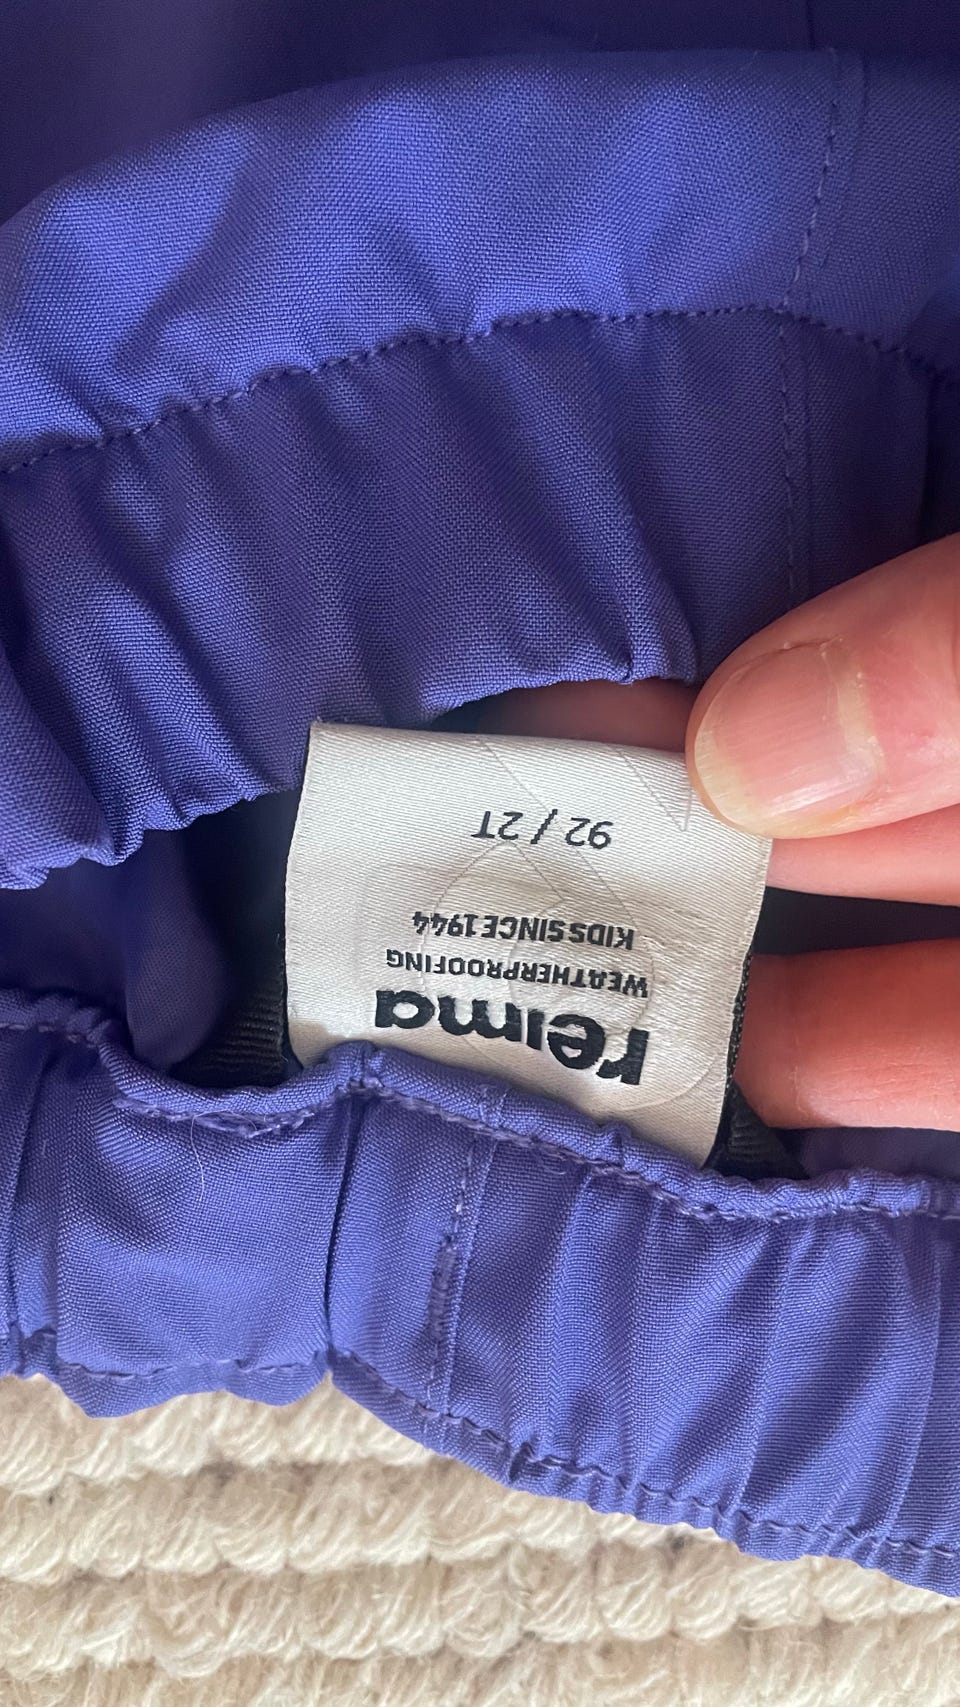 reima
WEATHERPROOFING
KIDS SINCE 1944
92 / 2T